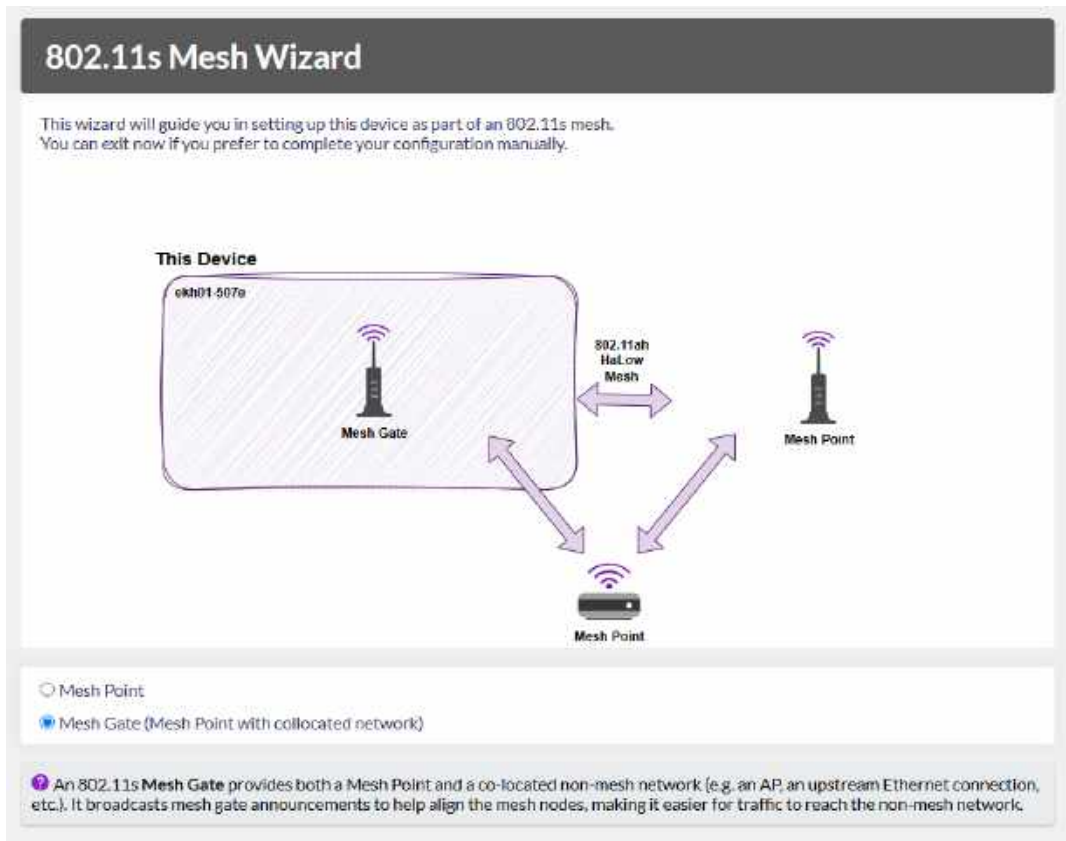 802.11s Mesh Wizard
This wizard will guide you in setting up this device as part of an 802.11s mesh.
You can exit now if you prefer to complete your configuration manually.
This Device
ekh01-507e
802.11ah
HaLow
Mesh
Mesh Gate
Mesh Point
Mesh Point
Mesh Point
Mesh Gate (Mesh Point with collocated network)
An 802.11s Mesh Gate provides both a Mesh Point and a co-located non-mesh network (e.g. an AP, an upstream Ethernet connection,
etc.). It broadcasts mesh gate announcements to help align the mesh nodes, making it easier for traffic to reach the non-mesh network.